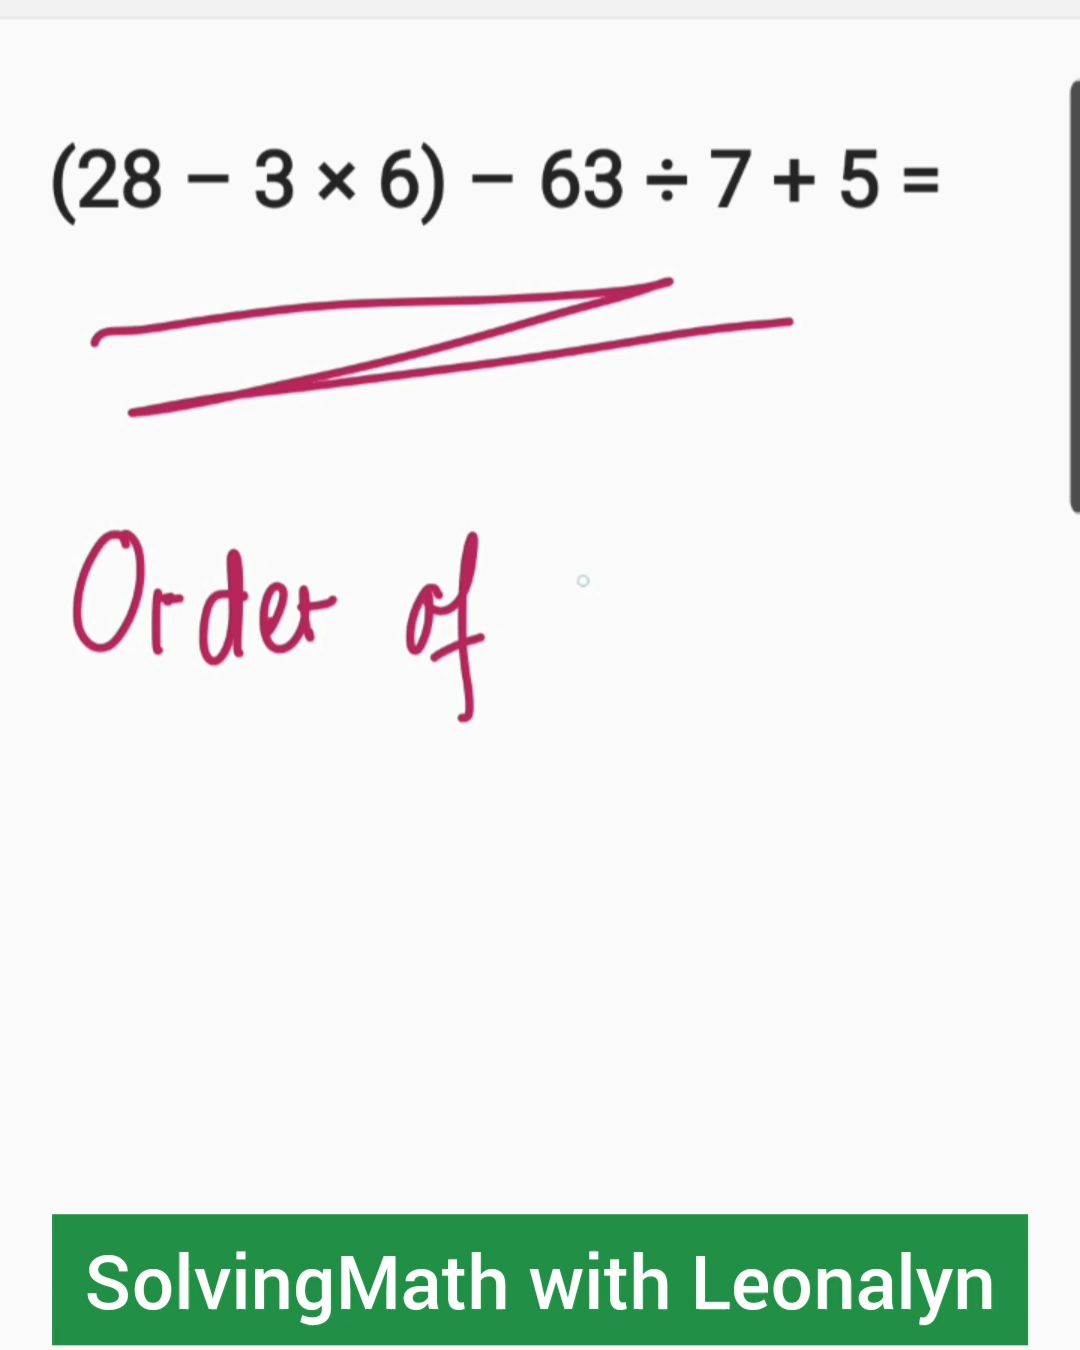 (28 – 3 × 6) – 63 ÷ 7 + 5 =
Order of
SolvingMath with Leonalyn